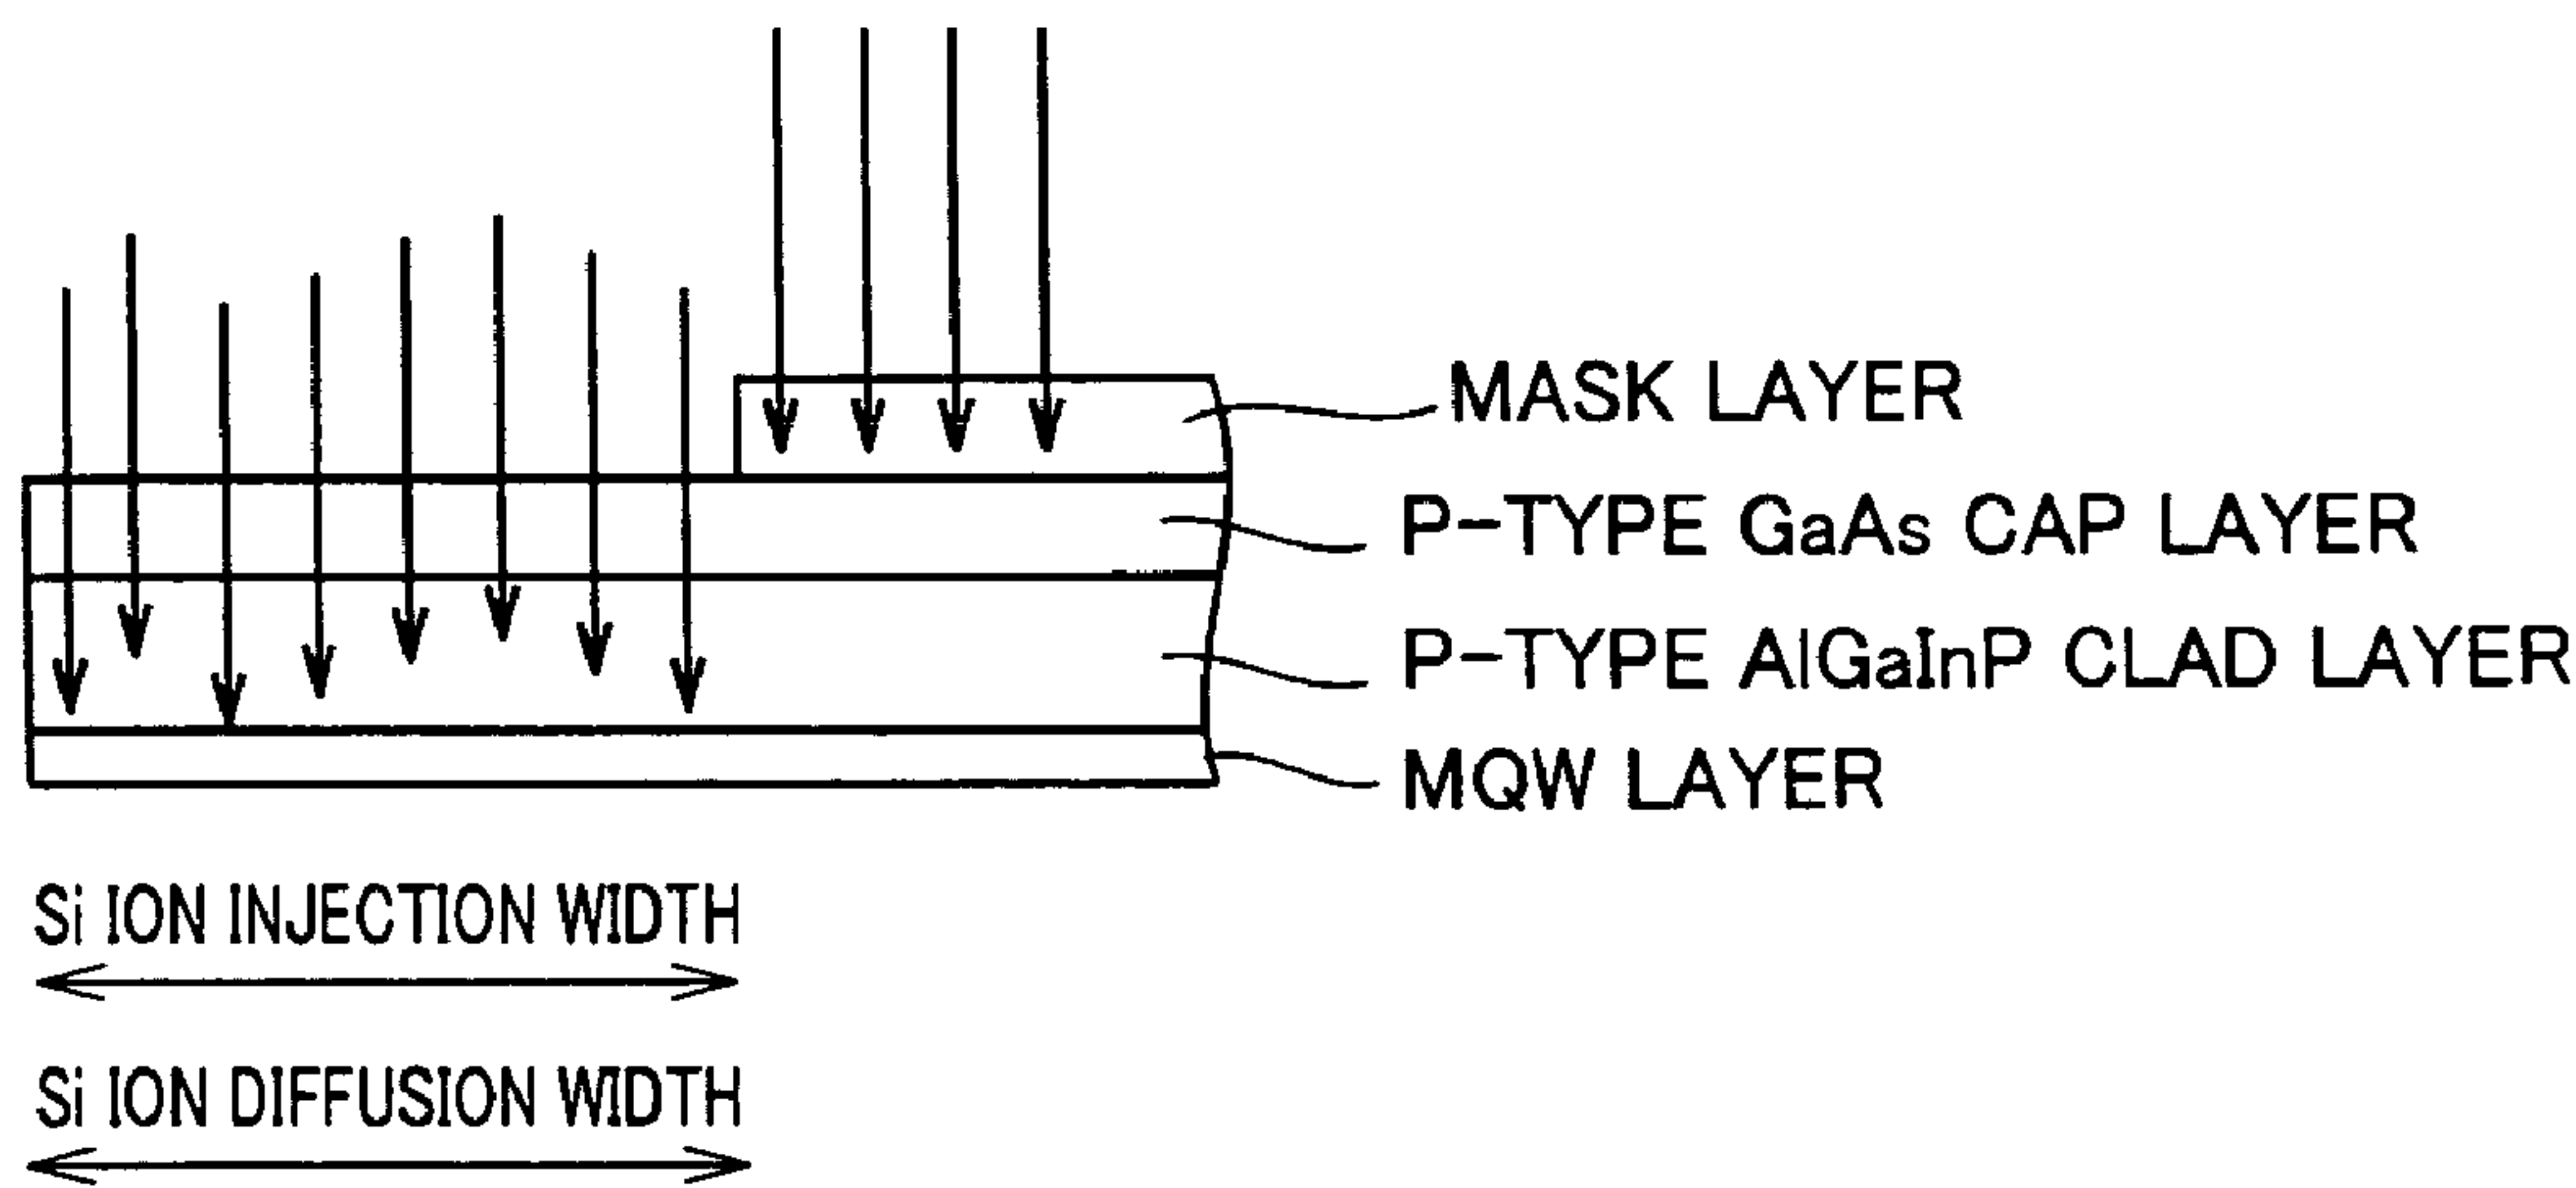 MASK LAYER
P-TYPE GaAs CAP LAYER
P-TYPE AlGaInP CLAD LAYER
MQW LAYER
Si ION INJECTION WIDTH
Si ION DIFFUSION WIDTH